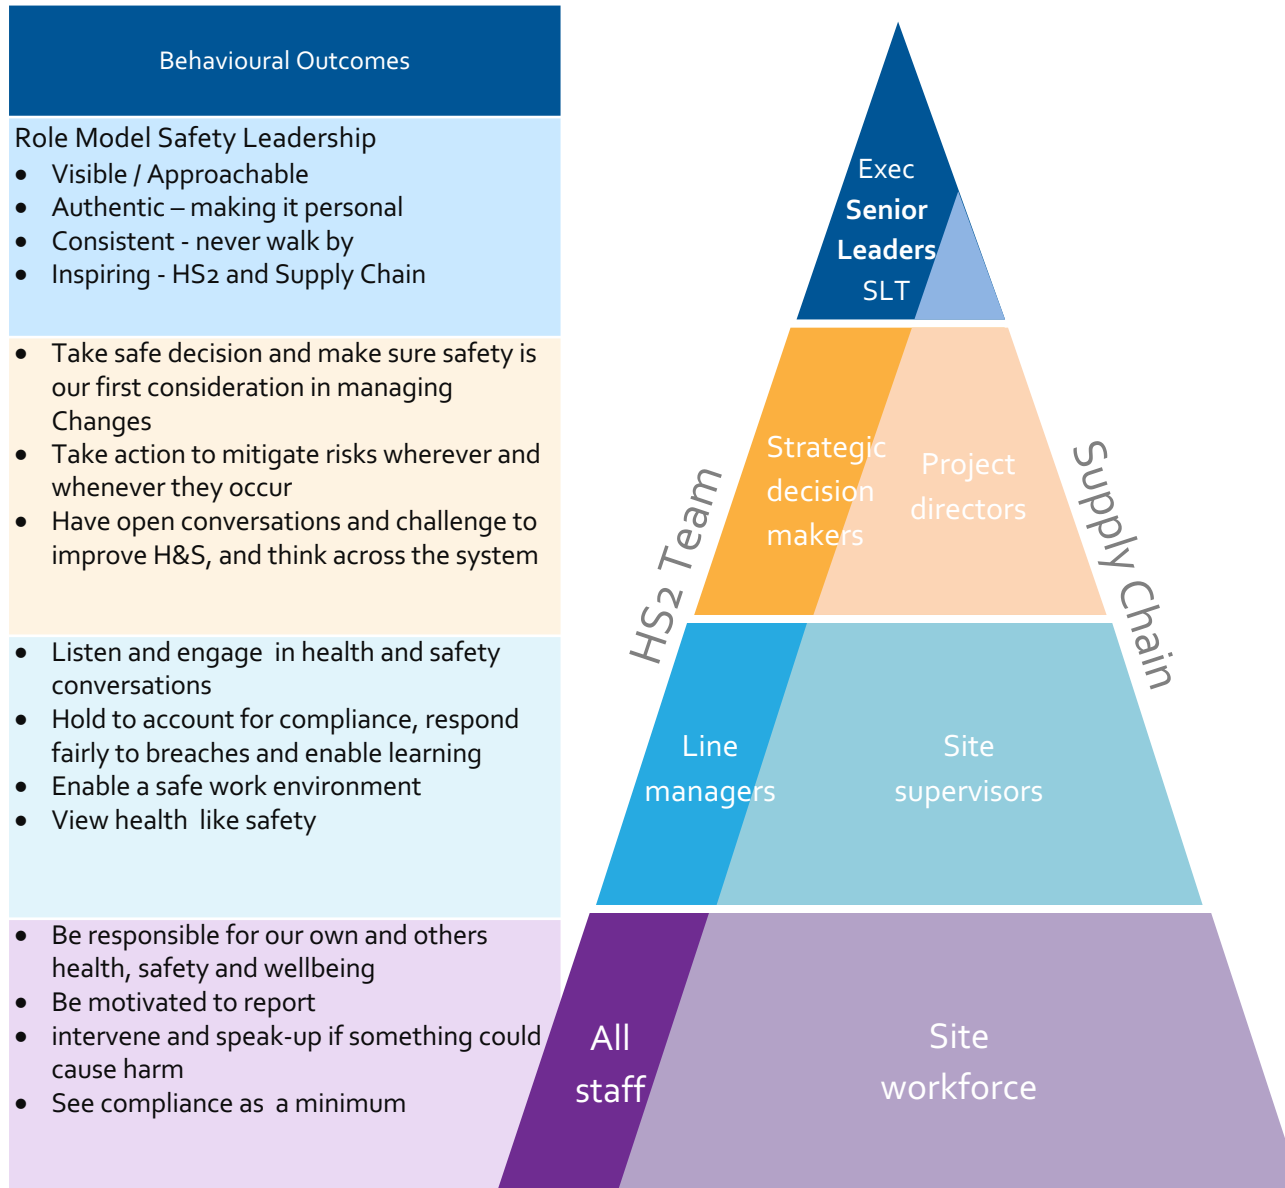 Behavioural Outcomes
Role Model Safety Leadership
• Visible / Approachable
• Authentic – making it personal
• Consistent - never walk by
• Inspiring - HS2 and Supply Chain
• Take safe decision and make sure safety is
our first consideration in managing
Changes
• Take action to mitigate risks wherever and
whenever they occur
• Have open conversations and challenge to
improve H&S, and think across the system
• Listen and engage  in health and safety
conversations
• Hold to account for compliance, respond
fairly to breaches and enable learning
• Enable a safe work environment
• View health  like safety
• Be responsible for our own and others
health, safety and wellbeing
• Be motivated to report
• intervene and speak-up if something could
cause harm
• See compliance as  a minimum
Exec
Senior
Leaders
SLT
Strategic
decision
makers
Project
directors
HS2 Team
Supply Chain
Line
managers
Site
supervisors
All
staff
Site
workforce